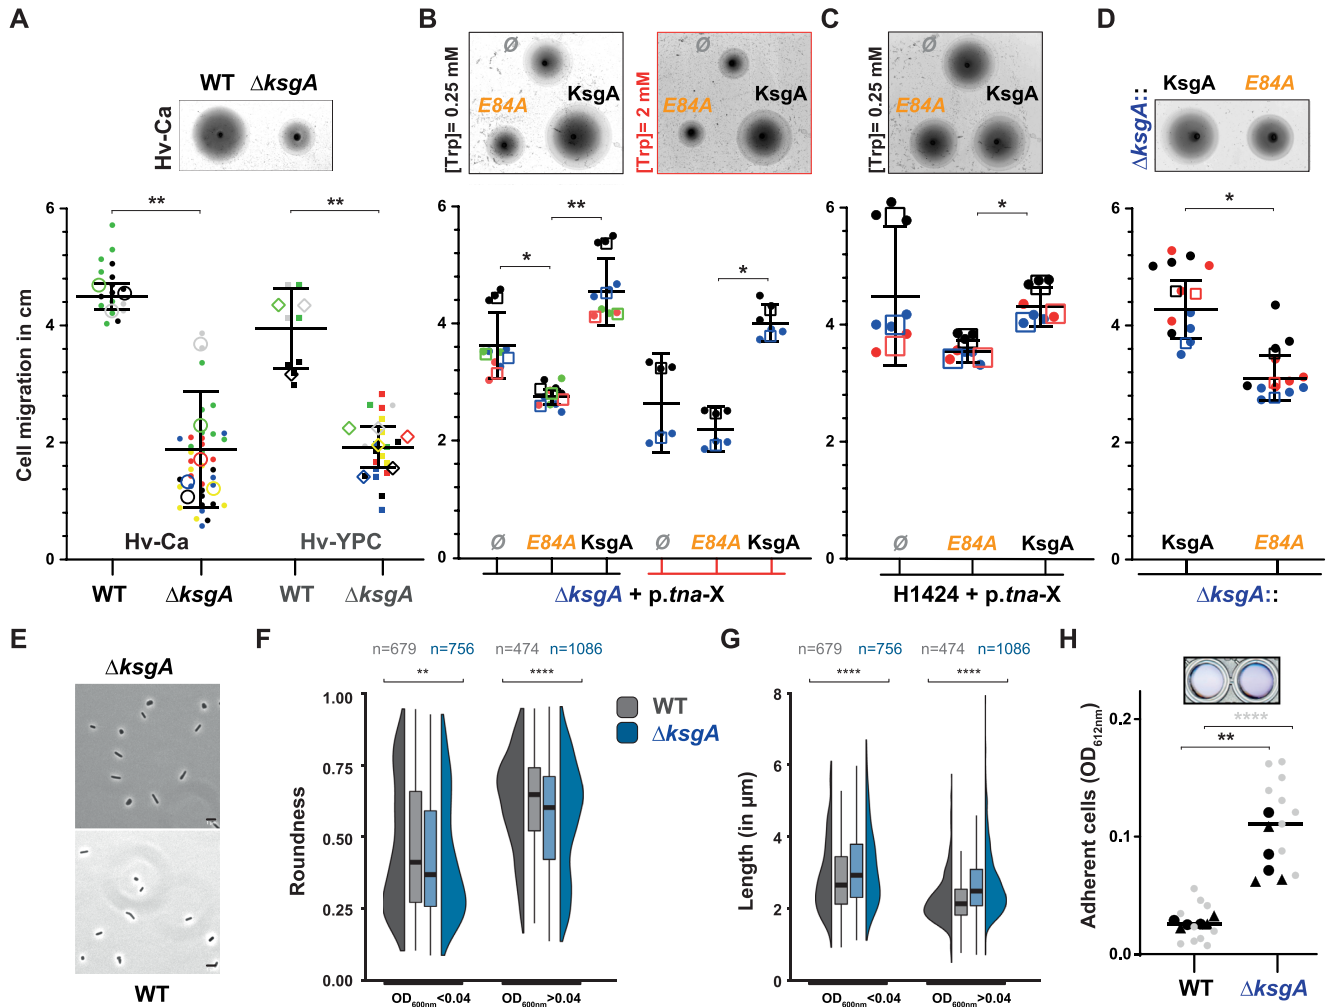 A
WT ΔksgA
Hv-Ca
Cell migration in cm
6
4
2
0
**
**
Hv-Ca
Hv-YPC
WT ΔksgA WT ΔksgA
B
[Trp]= 0.25 mM
Ø
E84A
KsgA
[Trp]= 2 mM
Ø
E84A
KsgA
6
4
2
0
*
**
*
Ø E84A KsgA Ø E84A KsgA
ΔksgA + p.tna-X
C
[Trp]= 0.25 mM
Ø
E84A
KsgA
6
4
2
0
*
Ø E84A KsgA
H1424 + p.tna-X
D
ΔksgA::
KsgA E84A
6
4
2
0
*
KsgA E84A
ΔksgA::
E
ΔksgA
WT
F
n=679 n=756 n=474 n=1086
**
****
Roundness
1.00
0.75
0.50
0.25
0.00
OD600nm<0.04 OD600nm>0.04
WT
ΔksgA
G
n=679 n=756 n=474 n=1086
****
****
Length (in µm)
8
6
4
2
0
OD600nm<0.04 OD600nm>0.04
H
Adherent cells (OD612nm)
0.2
0.1
0.0
****
**
WT ΔksgA